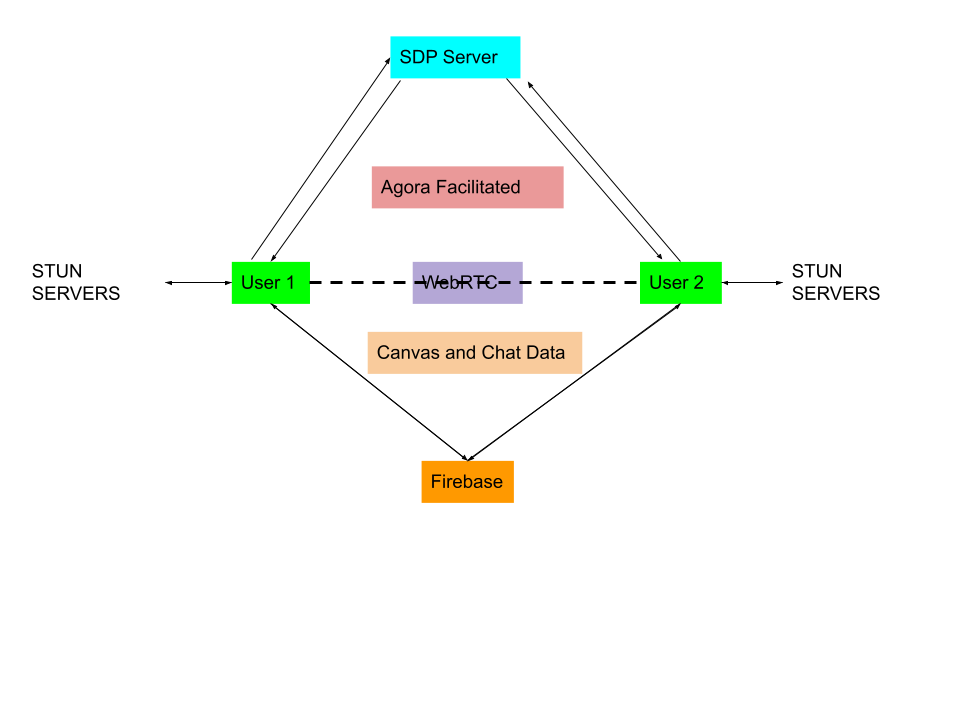 SDP Server
Agora Facilitated
STUN
SERVERS
User 1
WebRTC
User 2
STUN
SERVERS
Canvas and Chat Data
Firebase